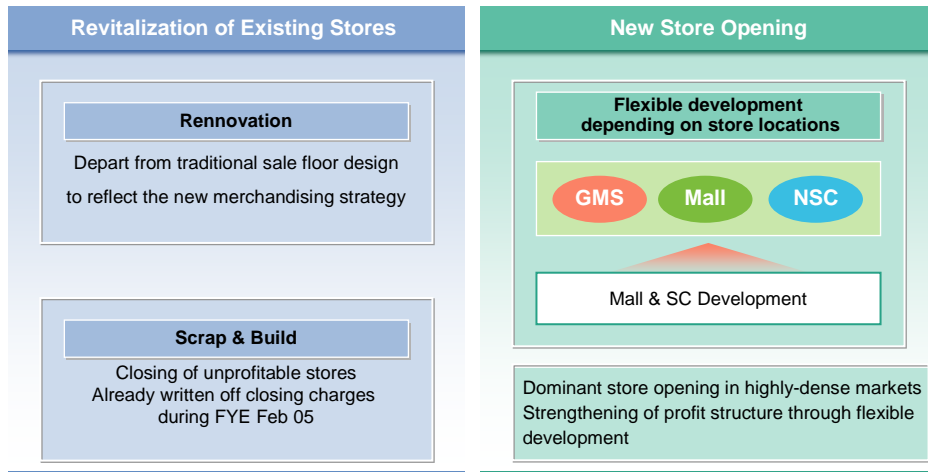 Revitalization of Existing Stores
Rennovation
Depart from traditional sale floor design
to reflect the new merchandising strategy
Scrap & Build
Closing of unprofitable stores
Already written off closing charges
during FYE Feb 05
New Store Opening
Flexible development
depending on store locations
GMS
Mall
NSC
Mall & SC Development
Dominant store opening in highly-dense markets
Strengthening of profit structure through flexible
development